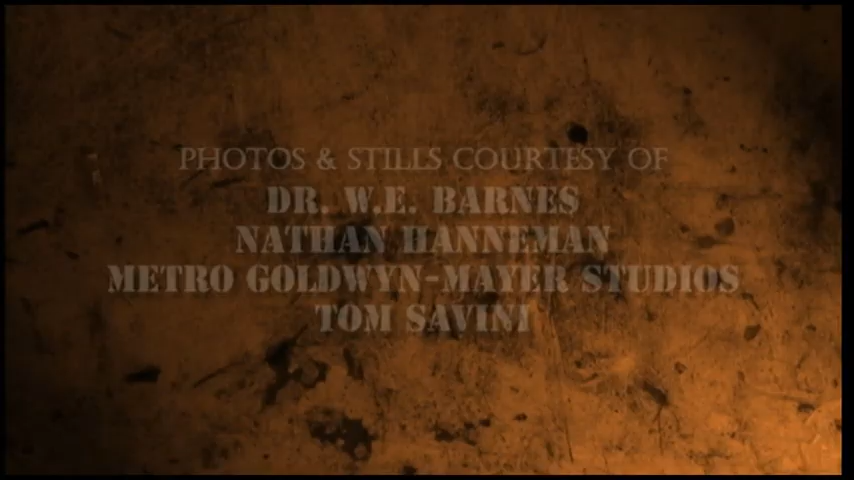 PHOTOS & STILLS COURTESY OF
DR. W.E. BARNES
NATHAN HANNEMAN
METRO GOLDWYN-MAYER STUDIOS
TOM SAVINI